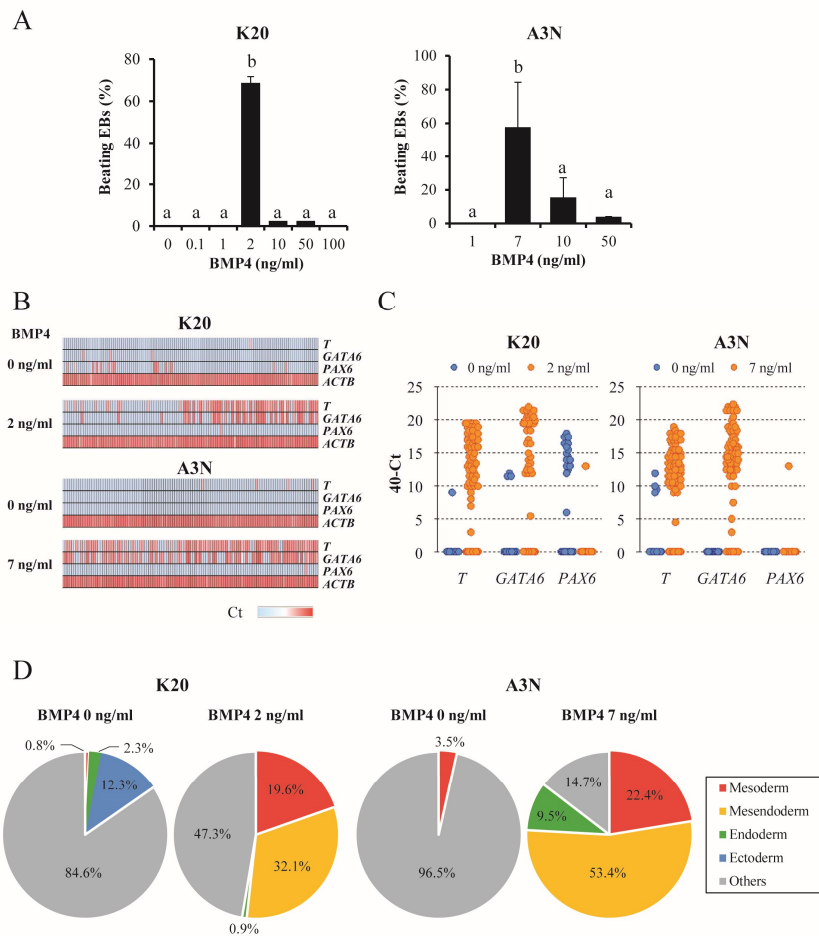 A
K20
Beating EBs (%)
80
60
40
20
0
a a a b a a a
0 0.1 1 2 10 50 100
BMP4 (ng/ml)
A3N
Beating EBs (%)
100
80
60
40
20
0
a b a a
1 7 10 50
BMP4 (ng/ml)
B
K20
BMP4
0 ng/ml
T
GATA6
PAX6
ACTB
2 ng/ml
T
GATA6
PAX6
ACTB
A3N
0 ng/ml
T
GATA6
PAX6
ACTB
7 ng/ml
T
GATA6
PAX6
ACTB
Ct
C
K20
0 ng/ml 2 ng/ml
40-Ct
25
20
15
10
5
0
T GATA6 PAX6
A3N
0 ng/ml 7 ng/ml
25
20
15
10
5
0
T GATA6 PAX6
D
K20
BMP4 0 ng/ml
0.8%
2.3%
12.3%
84.6%
BMP4 2 ng/ml
19.6%
47.3%
32.1%
0.9%
A3N
BMP4 0 ng/ml
3.5%
96.5%
BMP4 7 ng/ml
14.7%
22.4%
9.5%
53.4%
Mesoderm
Mesendoderm
Endoderm
Ectoderm
Others